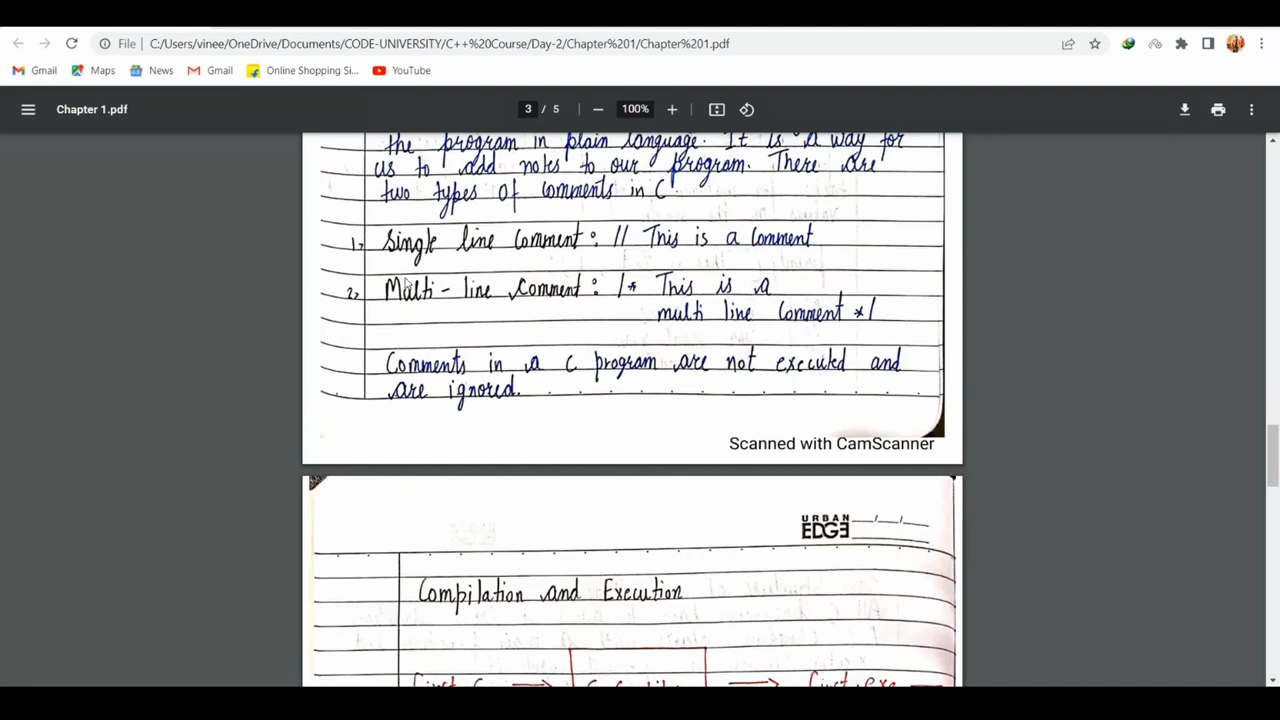 File C:/Users/vinee/OneDrive/Documents/CODE-UNIVERSITY/C++%20Course/Day-2/Chapter%201/Chapter%201.pdf
Gmail Maps News Gmail Online Shopping Si... YouTube
Chapter 1.pdf 3 / 5 100%
the program in plain language. It is a way for
us to add notes to our program. There are
two types of comments in C
1> Single line comment: // This is a comment
2> Multi-line comment: /* This is a
multi line comment */
Comments in a C program are not executed and
are ignored.
Scanned with CamScanner
URBAN
EDGE
Compilation and Execution